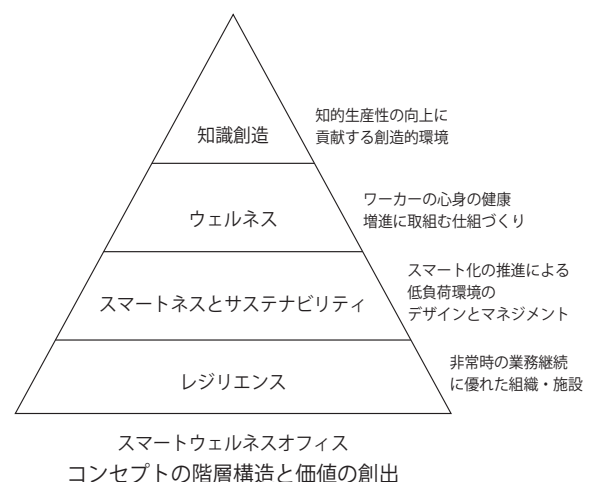 知識創造
知的生産性の向上に
貢献する創造的環境
ウェルネス
ワーカーの心身の健康
増進に取組む仕組づくり
スマートネスとサステナビリティ
スマート化の推進による
低負荷環境の
デザインとマネジメント
レジリエンス
非常時の業務継続
に優れた組織・施設
スマートウェルネスオフィス
コンセプトの階層構造と価値の創出